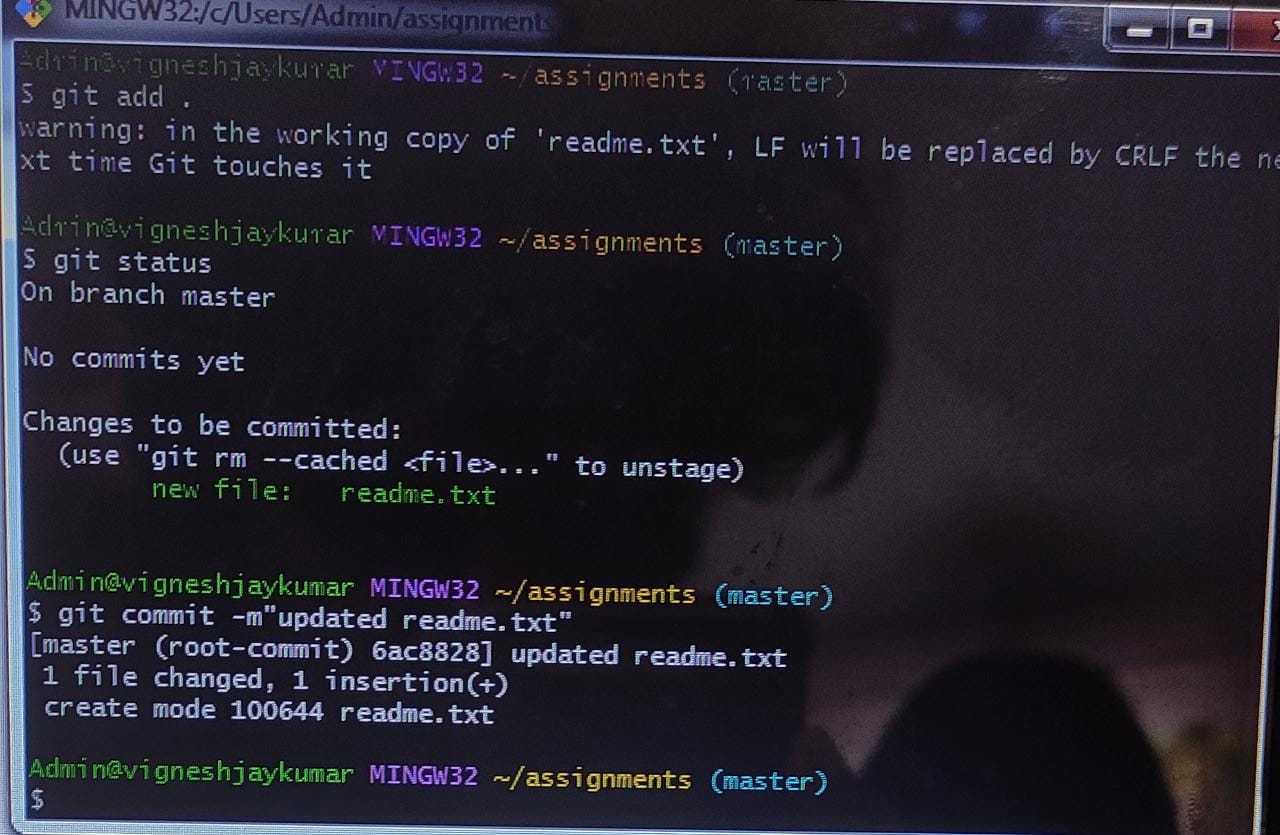 MINGW32:/c/Users/Admin/assignments
Admin@vigneshjaykumar MINGW32 ~/assignments (master)
$ git add .
warning: in the working copy of 'readme.txt', LF will be replaced by CRLF the ne
xt time Git touches it
Admin@vigneshjaykumar MINGW32 ~/assignments (master)
$ git status
On branch master
No commits yet
Changes to be committed:
(use "git rm --cached <file>..." to unstage)
new file: readme.txt
Admin@vigneshjaykumar MINGW32 ~/assignments (master)
$ git commit -m"updated readme.txt"
[master (root-commit) 6ac8828] updated readme.txt
1 file changed, 1 insertion(+)
create mode 100644 readme.txt
Admin@vigneshjaykumar MINGW32 ~/assignments (master)
$